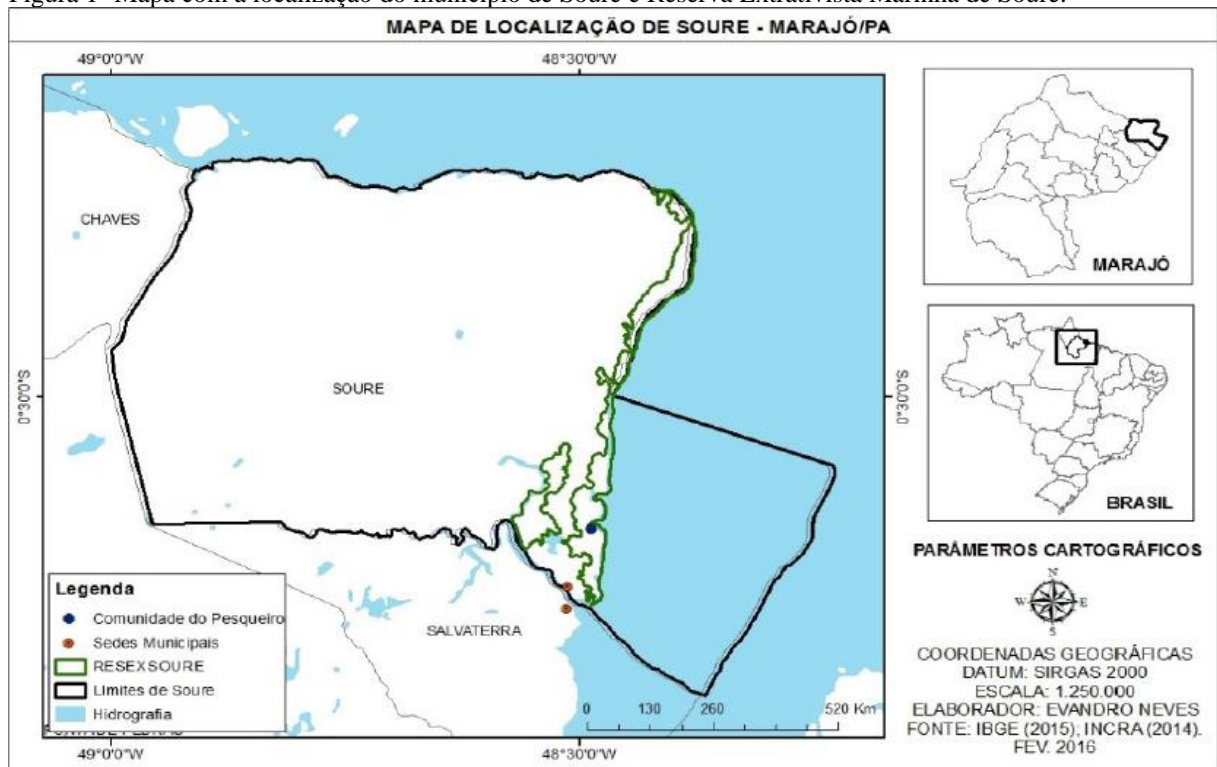 Figura 1- Mapa com a localização do município de Soure e Reserva Extrativista Marinha de Soure.
MAPA DE LOCALIZAÇÃO DE SOURE - MARAJÓ/PA
49°0'0"W
48°30'0"W
CHAVES
SOURE
SALVATERRA
0°30'0"S
0°30'0"S
Legenda
Comunidade do Pesqueiro
Sedes Municipais
RESEXSOURE
Limites de Soure
Hidrografia
0 130 260 520 Km
49°0'0"W
48°30'0"W
MARAJÓ
BRASIL
PARÂMETROS CARTOGRÁFICOS
N
W E
S
COORDENADAS GEOGRÁFICAS
DATUM: SIRGAS 2000
ESCALA: 1.250.000
ELABORADOR: EVANDRO NEVES
FONTE: IBGE (2015); INCRA (2014).
FEV. 2016